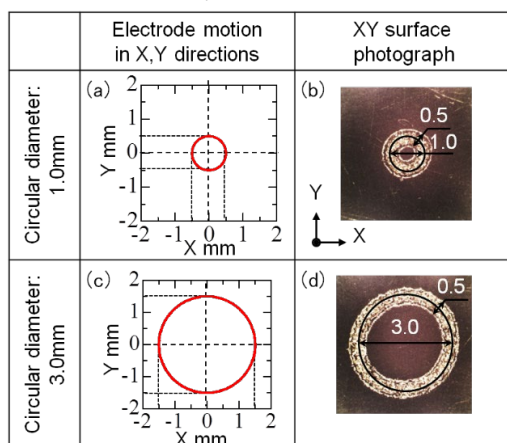 Electrode motion
in X,Y directions
XY surface
photograph
Circular diameter:
1.0mm
(a)
2
1
0
-1
-2
Y mm
-2 -1 0 1 2
X mm
(b)
0.5
1.0
Y
X
Circular diameter:
3.0mm
(c)
2
1
0
-1
-2
Y mm
-2 -1 0 1 2
X mm
(d)
0.5
3.0